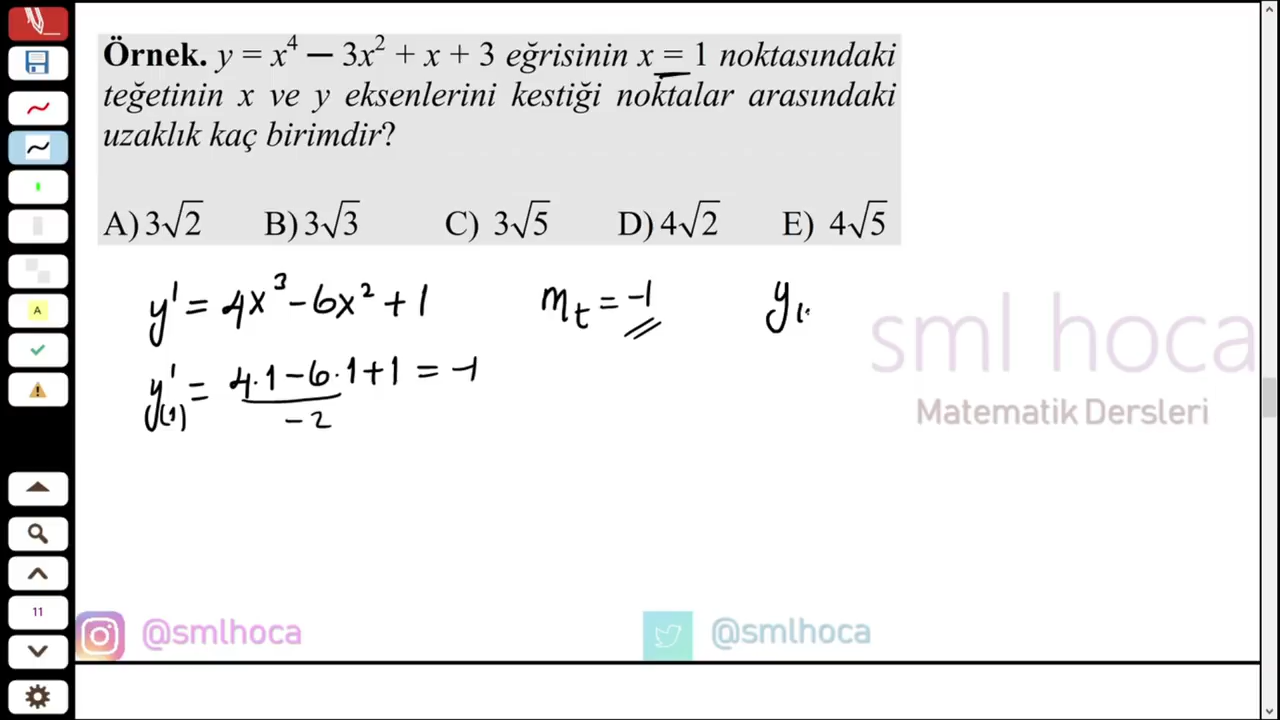 Örnek. y = x⁴ — 3x² + x + 3 eğrisinin x = 1 noktasındaki
teğetinin x ve y eksenlerini kestiği noktalar arasındaki
uzaklık kaç birimdir?
A) 3√2 B) 3√3 C) 3√5 D) 4√2 E) 4√5
y' = 4x³ - 6x² + 1 m_t = -1 y(
y'(1) = 4·1 - 6·1 + 1 = -1
-2
sml hoca
Matematik Dersleri
A
11
@smlhoca @smlhoca